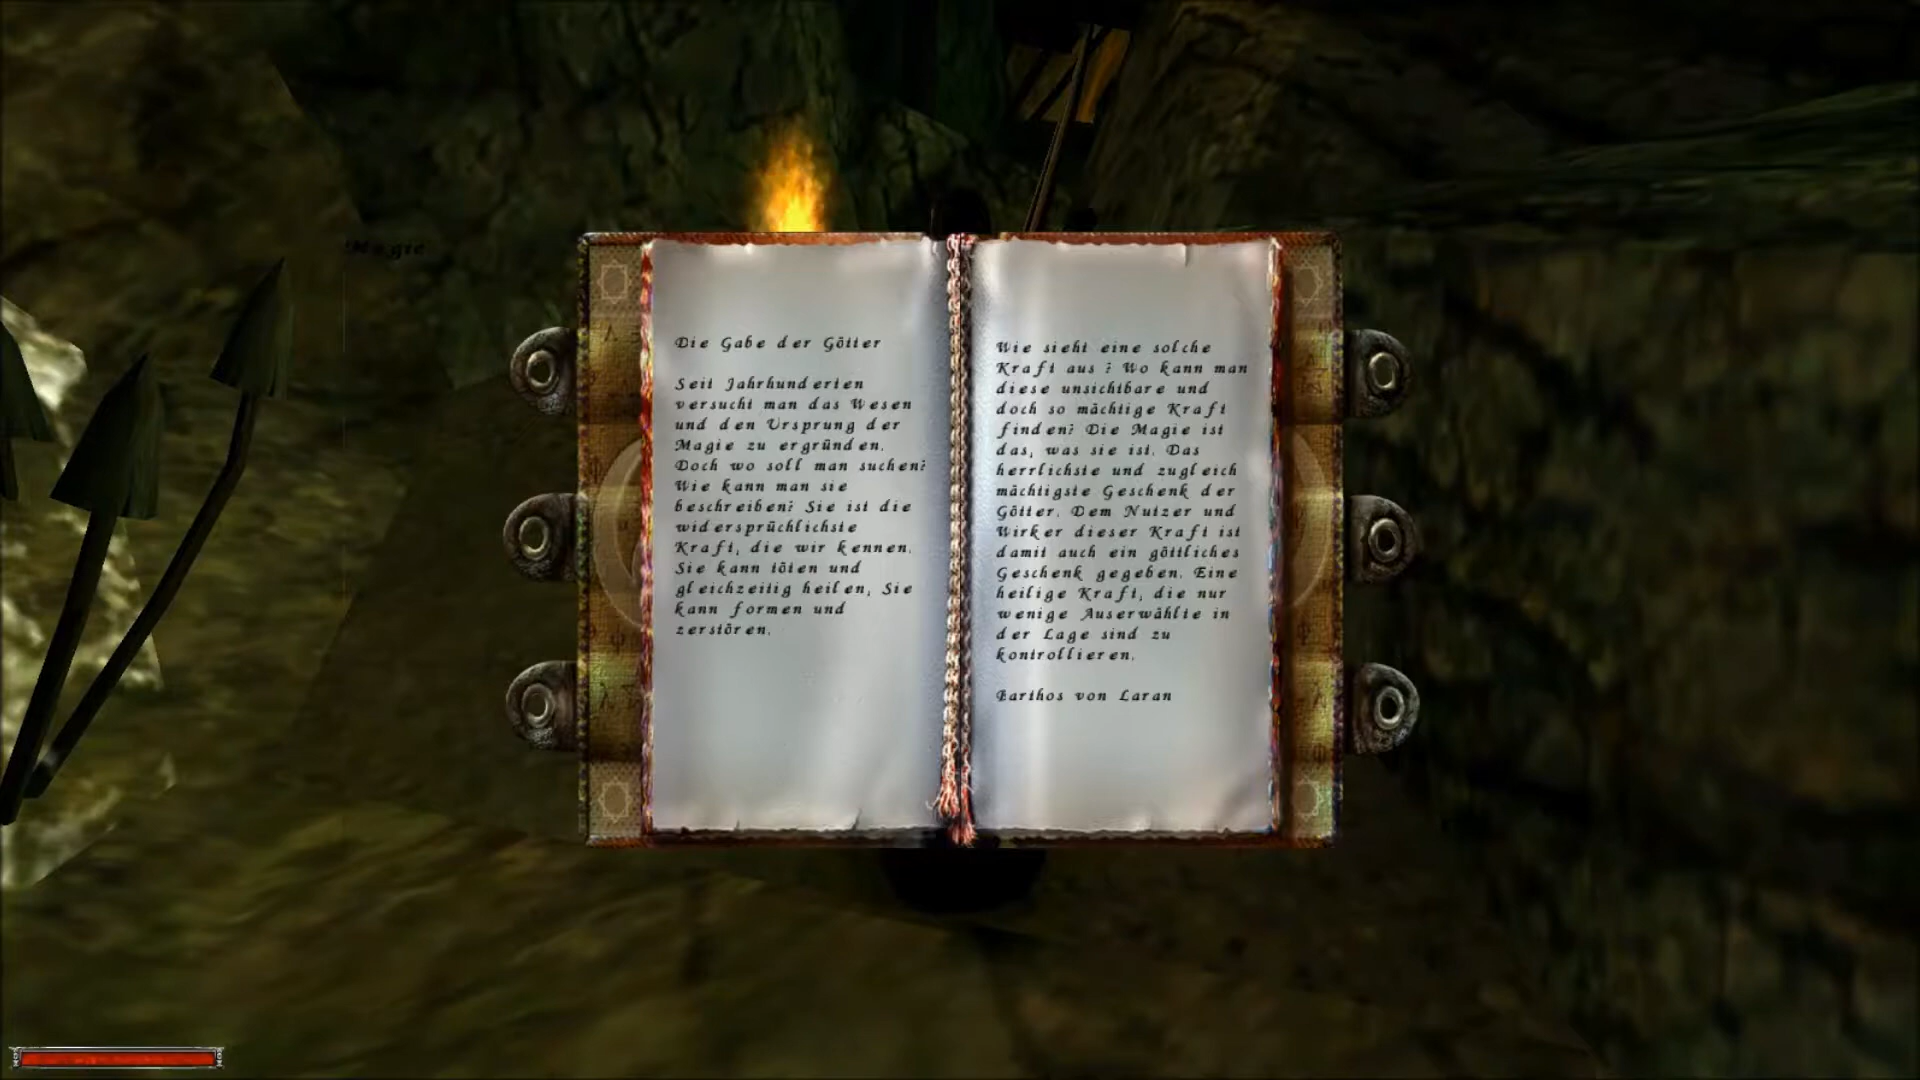 Magie
Die Gabe der Götter
Seit Jahrhunderten
versucht man das Wesen
und den Ursprung der
Magie zu ergründen.
Doch wo soll man suchen?
Wie kann man sie
beschreiben? Sie ist die
widersprüchlichste
Kraft, die wir kennen.
Sie kann töten und
gleichzeitig heilen, Sie
kann formen und
zerstören.
Wie sieht eine solche
Kraft aus ? Wo kann man
diese unsichtbare und
doch so mächtige Kraft
finden? Die Magie ist
das, was sie ist. Das
herrlichste und zugleich
mächtigste Geschenk der
Götter. Dem Nutzer und
Wirker dieser Kraft ist
damit auch ein göttliches
Geschenk gegeben. Eine
heilige Kraft, die nur
wenige Auserwählte in
der Lage sind zu
kontrollieren.
Barthos von Laran